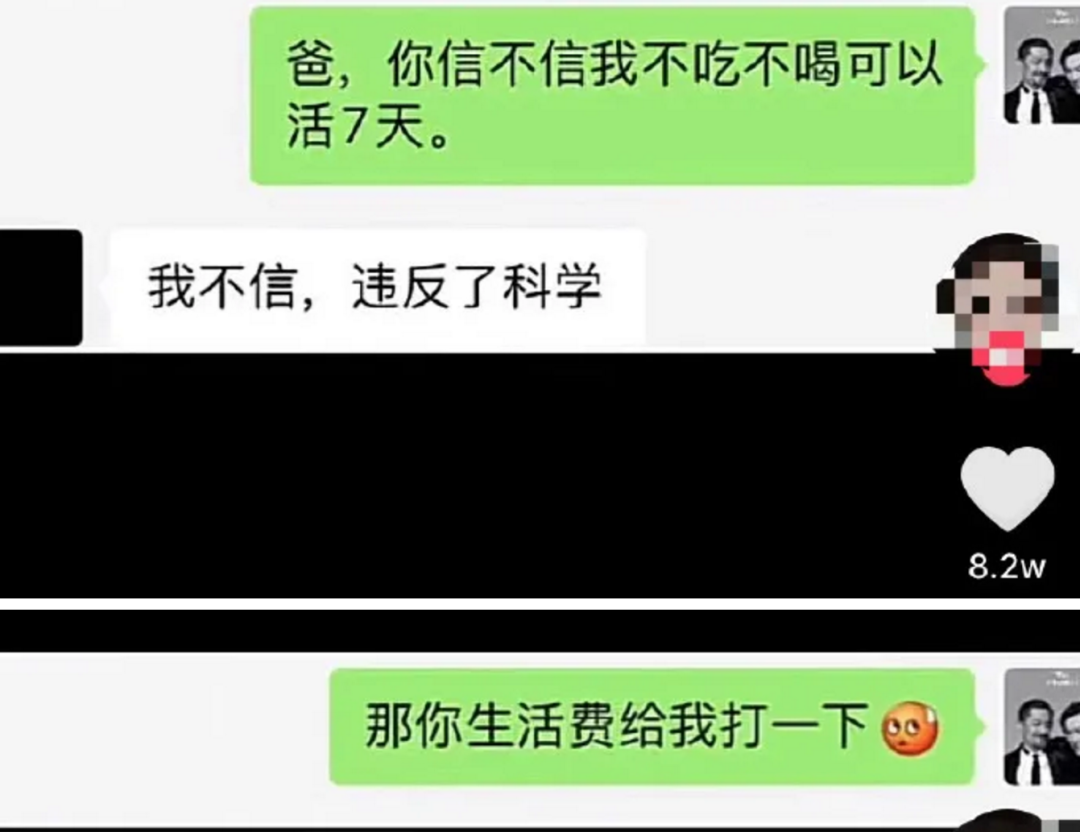 爸，你信不信我不吃不喝可以
活7天。
我不信，违反了科学
8.2w
那你生活费给我打一下